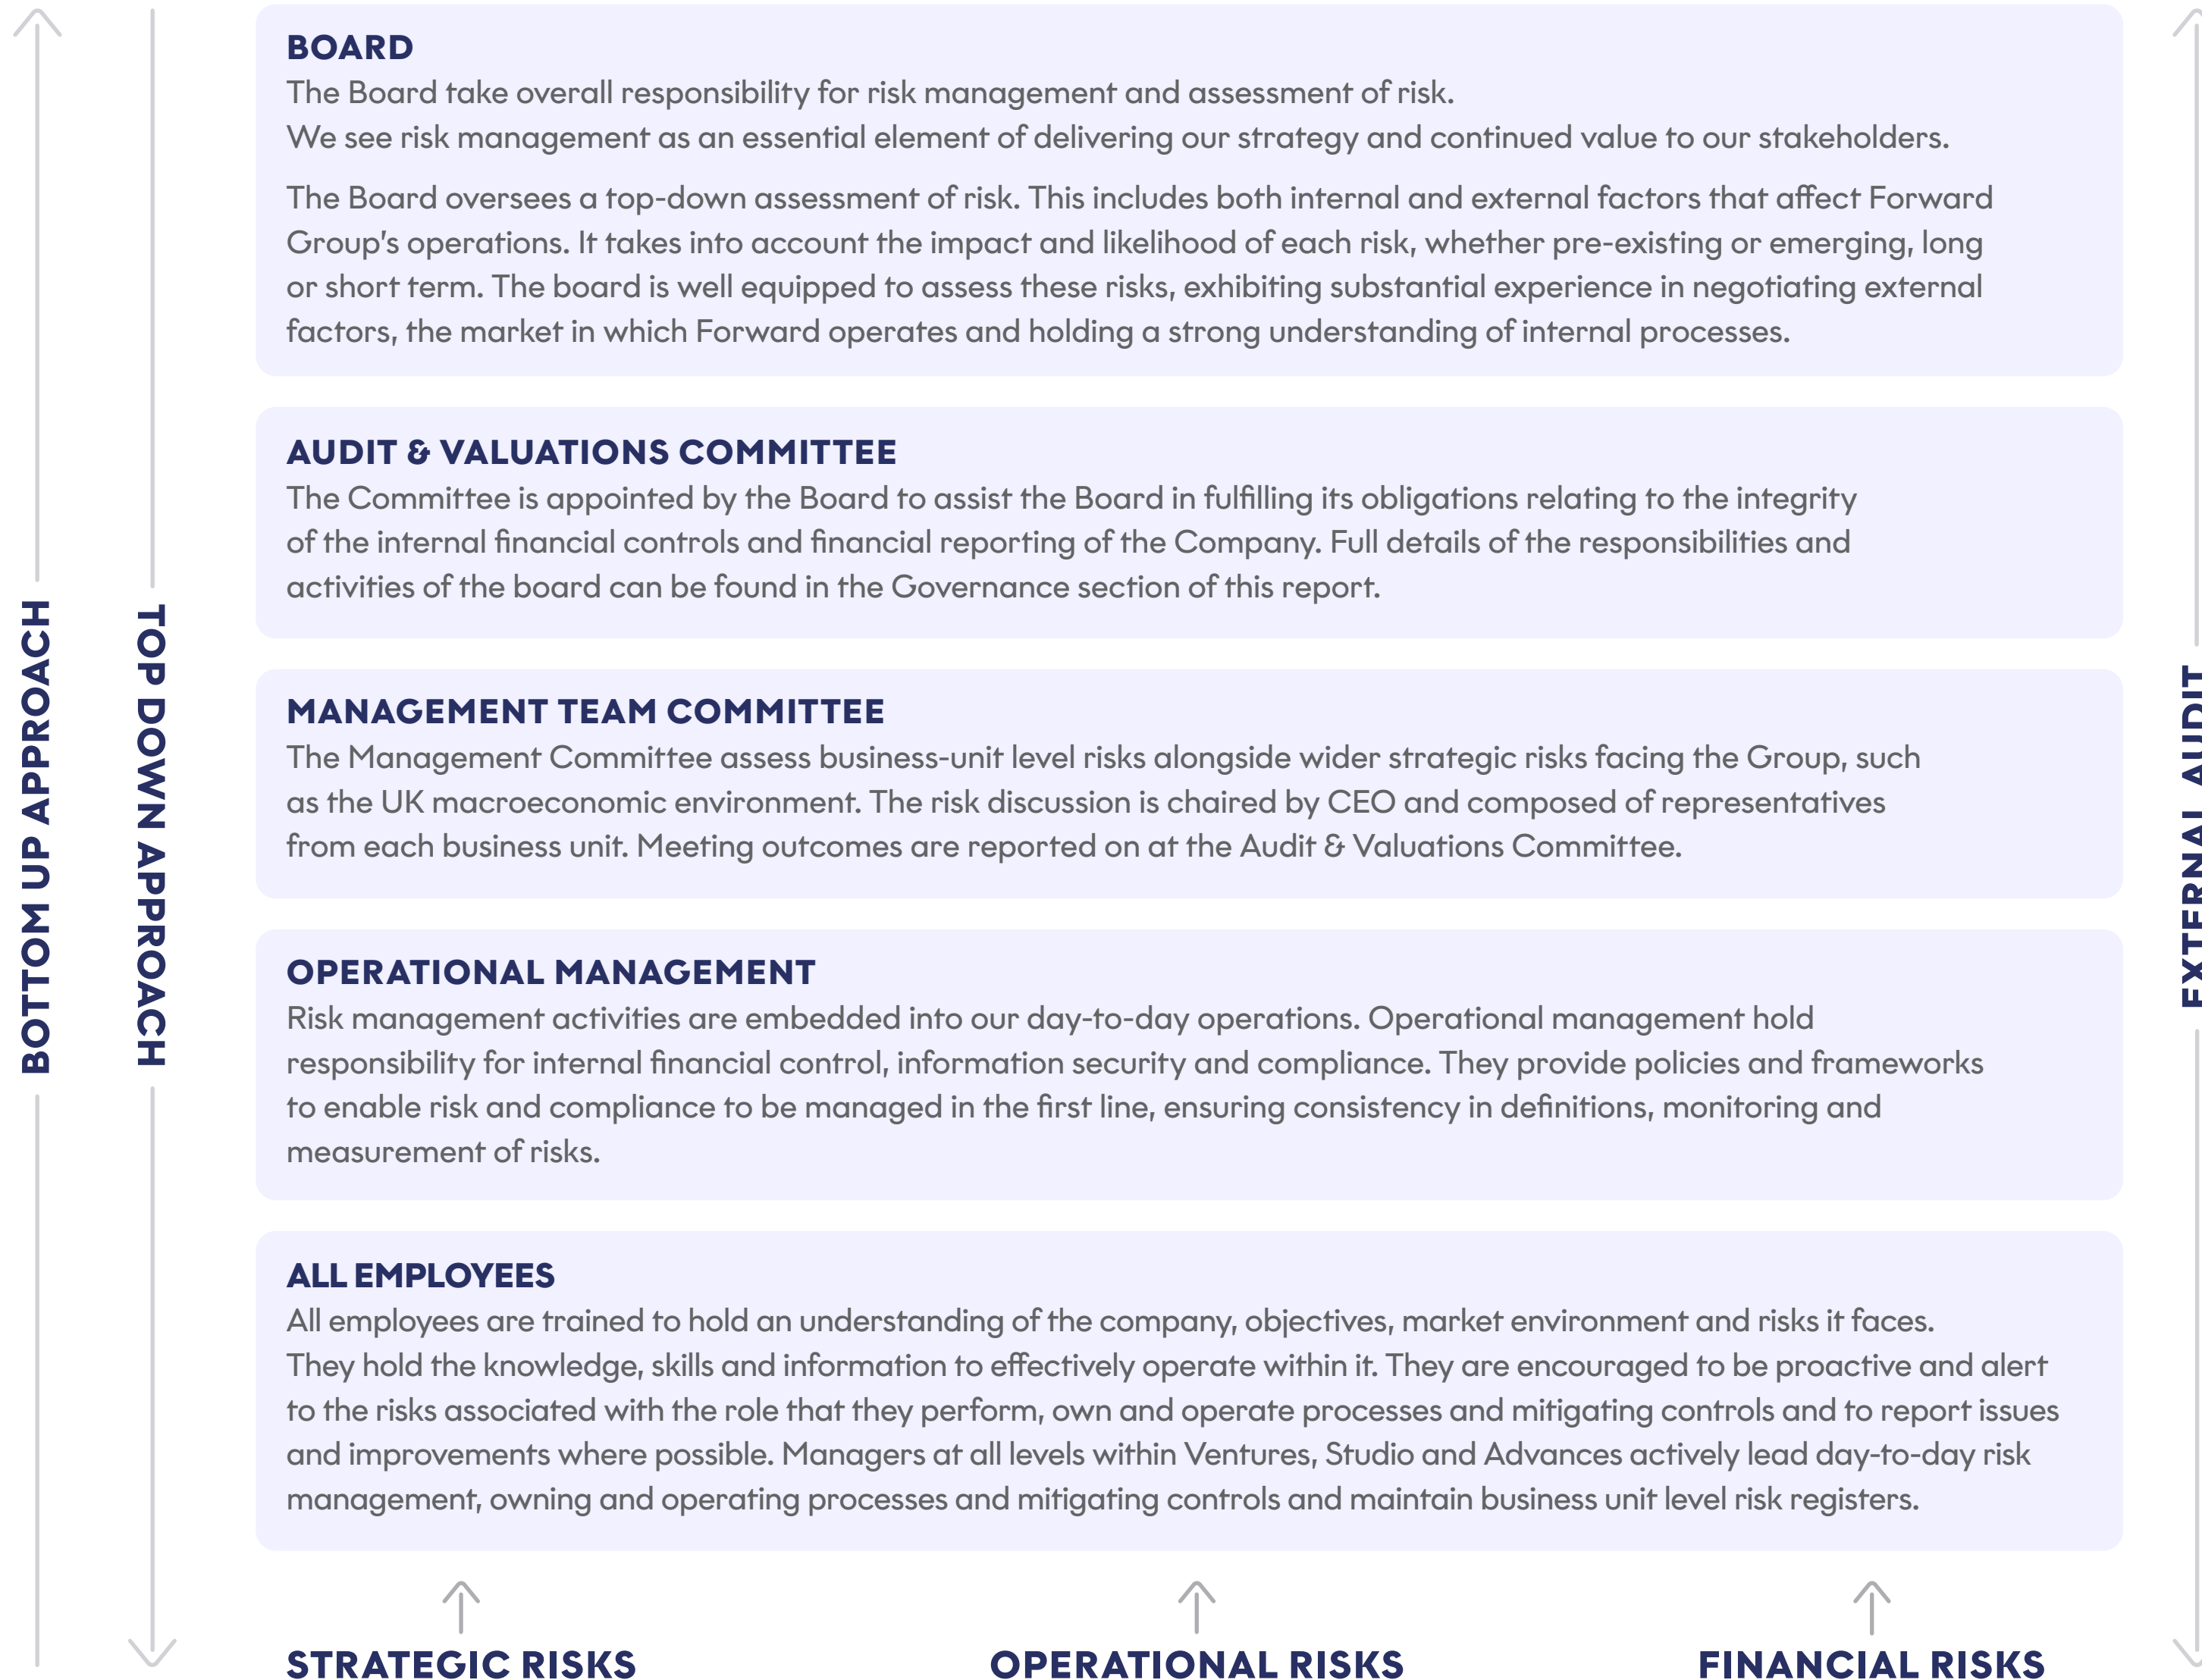 BOARD
The Board take overall responsibility for risk management and assessment of risk.
We see risk management as an essential element of delivering our strategy and continued value to our stakeholders.
The Board oversees a top-down assessment of risk. This includes both internal and external factors that affect Forward
Group's operations. It takes into account the impact and likelihood of each risk, whether pre-existing or emerging, long
or short term. The board is well equipped to assess these risks, exhibiting substantial experience in negotiating external
factors, the market in which Forward operates and holding a strong understanding of internal processes.
AUDIT & VALUATIONS COMMITTEE
The Committee is appointed by the Board to assist the Board in fulfilling its obligations relating to the integrity
of the internal financial controls and financial reporting of the Company. Full details of the responsibilities and
activities of the board can be found in the Governance section of this report.
MANAGEMENT TEAM COMMITTEE
The Management Committee assess business-unit level risks alongside wider strategic risks facing the Group, such
as the UK macroeconomic environment. The risk discussion is chaired by CEO and composed of representatives
from each business unit. Meeting outcomes are reported on at the Audit & Valuations Committee.
OPERATIONAL MANAGEMENT
Risk management activities are embedded into our day-to-day operations. Operational management hold
responsibility for internal financial control, information security and compliance. They provide policies and frameworks
to enable risk and compliance to be managed in the first line, ensuring consistency in definitions, monitoring and
measurement of risks.
ALL EMPLOYEES
All employees are trained to hold an understanding of the company, objectives, market environment and risks it faces.
They hold the knowledge, skills and information to effectively operate within it. They are encouraged to be proactive and alert
to the risks associated with the role that they perform, own and operate processes and mitigating controls and to report issues
and improvements where possible. Managers at all levels within Ventures, Studio and Advances actively lead day-to-day risk
management, owning and operating processes and mitigating controls and maintain business unit level risk registers.
STRATEGIC RISKS
OPERATIONAL RISKS
FINANCIAL RISKS
BOTTOM UP APPROACH
TOP DOWN APPROACH
EXTERNAL AUDIT